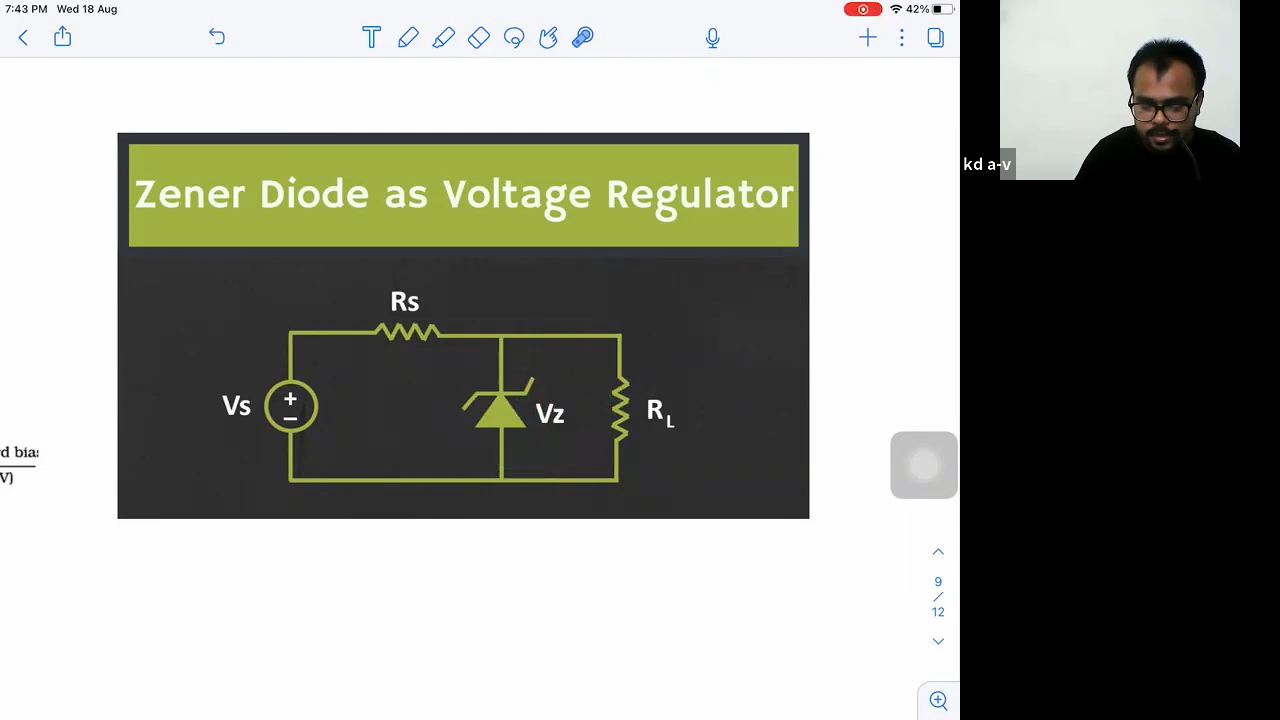 7:43 PM Wed 18 Aug
42%
T
Zener Diode as Voltage Regulator
Rs
Vs
+
−
Vz
RL
V)
9
/
12
kd a-v